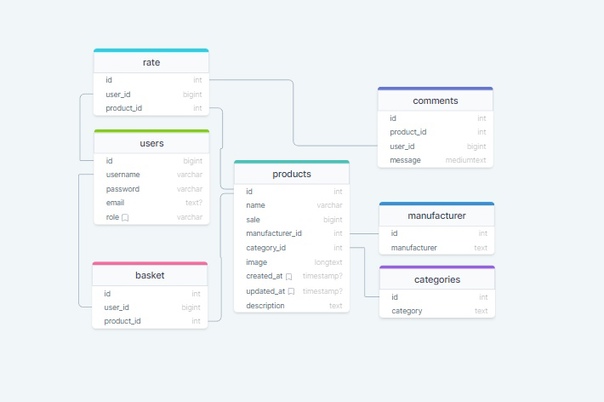 rate
id int
user_id bigint
product_id int
users
id bigint
username varchar
password varchar
email text?
role varchar
basket
id int
user_id bigint
product_id int
products
id int
name varchar
sale bigint
manufacturer_id int
category_id int
image longtext
created_at timestamp?
updated_at timestamp?
description text
comments
id int
product_id int
user_id bigint
message mediumtext
manufacturer
id int
manufacturer text
categories
id int
category text